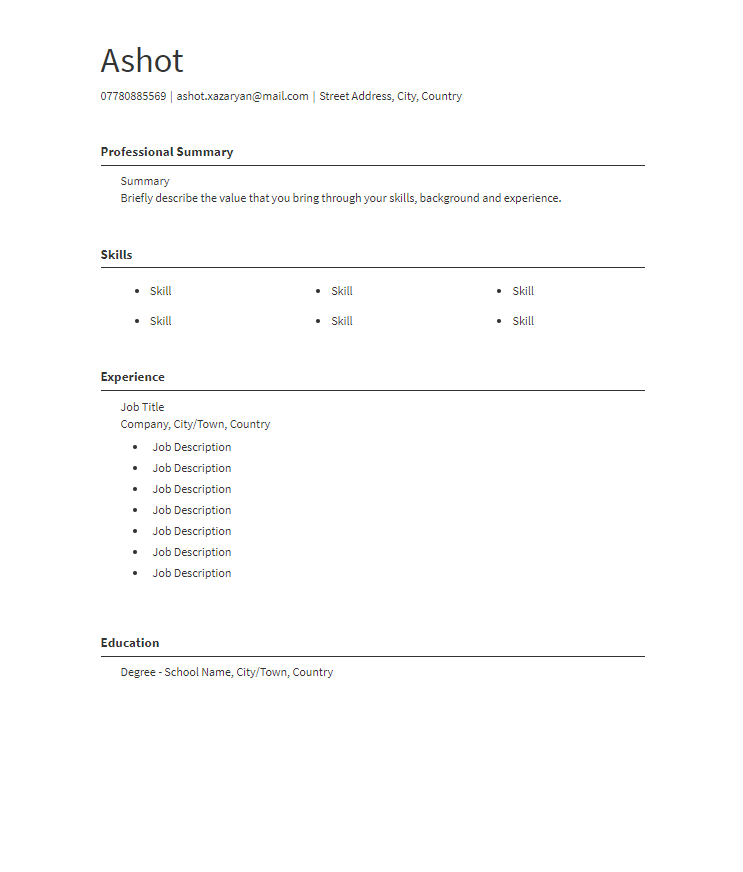 Ashot
07780885569 | ashot.xazaryan@mail.com | Street Address, City, Country
Professional Summary
Summary
Briefly describe the value that you bring through your skills, background and experience.
Skills
• Skill • Skill • Skill
• Skill • Skill • Skill
Experience
Job Title
Company, City/Town, Country
• Job Description
• Job Description
• Job Description
• Job Description
• Job Description
• Job Description
• Job Description
Education
Degree - School Name, City/Town, Country